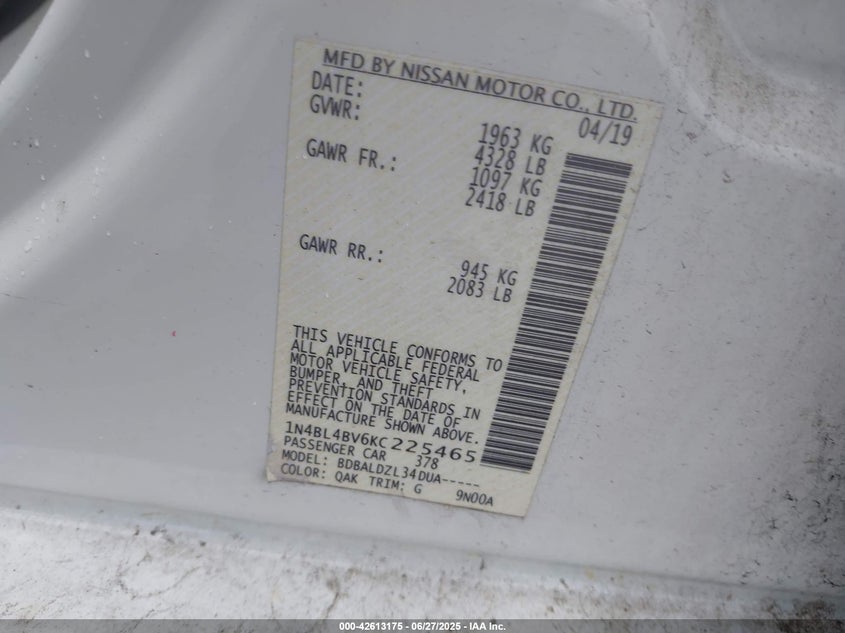 MFD BY NISSAN MOTOR CO., LTD.
DATE: 04/19
GVWR: 1963 KG
4328 LB
GAWR FR.: 1097 KG
2418 LB
GAWR RR.: 945 KG
2083 LB
THIS VEHICLE CONFORMS TO
ALL APPLICABLE FEDERAL
MOTOR VEHICLE SAFETY,
BUMPER, AND THEFT
PREVENTION STANDARDS IN
EFFECT ON THE DATE OF
MANUFACTURE SHOWN ABOVE.
1N4BL4BV6KC225465
PASSENGER CAR 378
MODEL: BDBALDZL34DUA-----
COLOR: QAK TRIM: G 9N00A
000-42613175 | 06/27/2025 - IAA Inc.